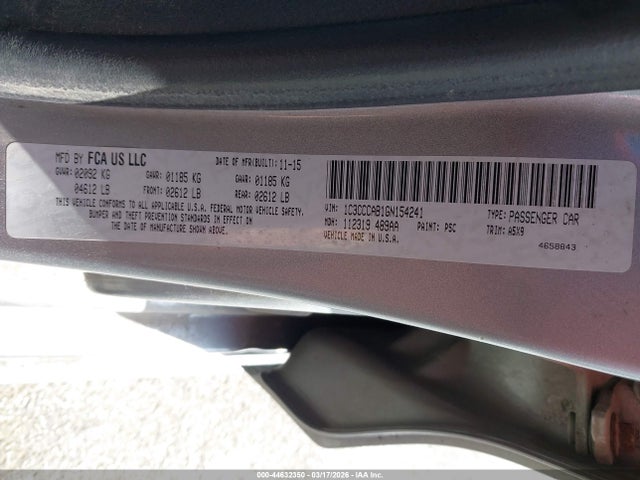 MFD BY FCA US LLC DATE OF MFR(BUILT): 11-15
GVWR: 02092 KG GAWR: 01185 KG GAWR: 01185 KG
04612 LB FRONT: 02612 LB REAR: 02612 LB
THIS VEHICLE CONFORMS TO ALL APPLICABLE U.S.A. FEDERAL MOTOR VEHICLE SAFETY,
BUMPER AND THEFT PREVENTION STANDARDS IN EFFECT ON
THE DATE OF MANUFACTURE SHOWN ABOVE.
VIN: 1C3CCCAB1GN154241 TYPE: PASSENGER CAR
MDH: 112319 489AA PAINT: PSC TRIM: A5X9
VEHICLE MADE IN U.S.A. 4658843
000-44632350 - 03/17/2026 - COPYRIGHT IAA, LLC.